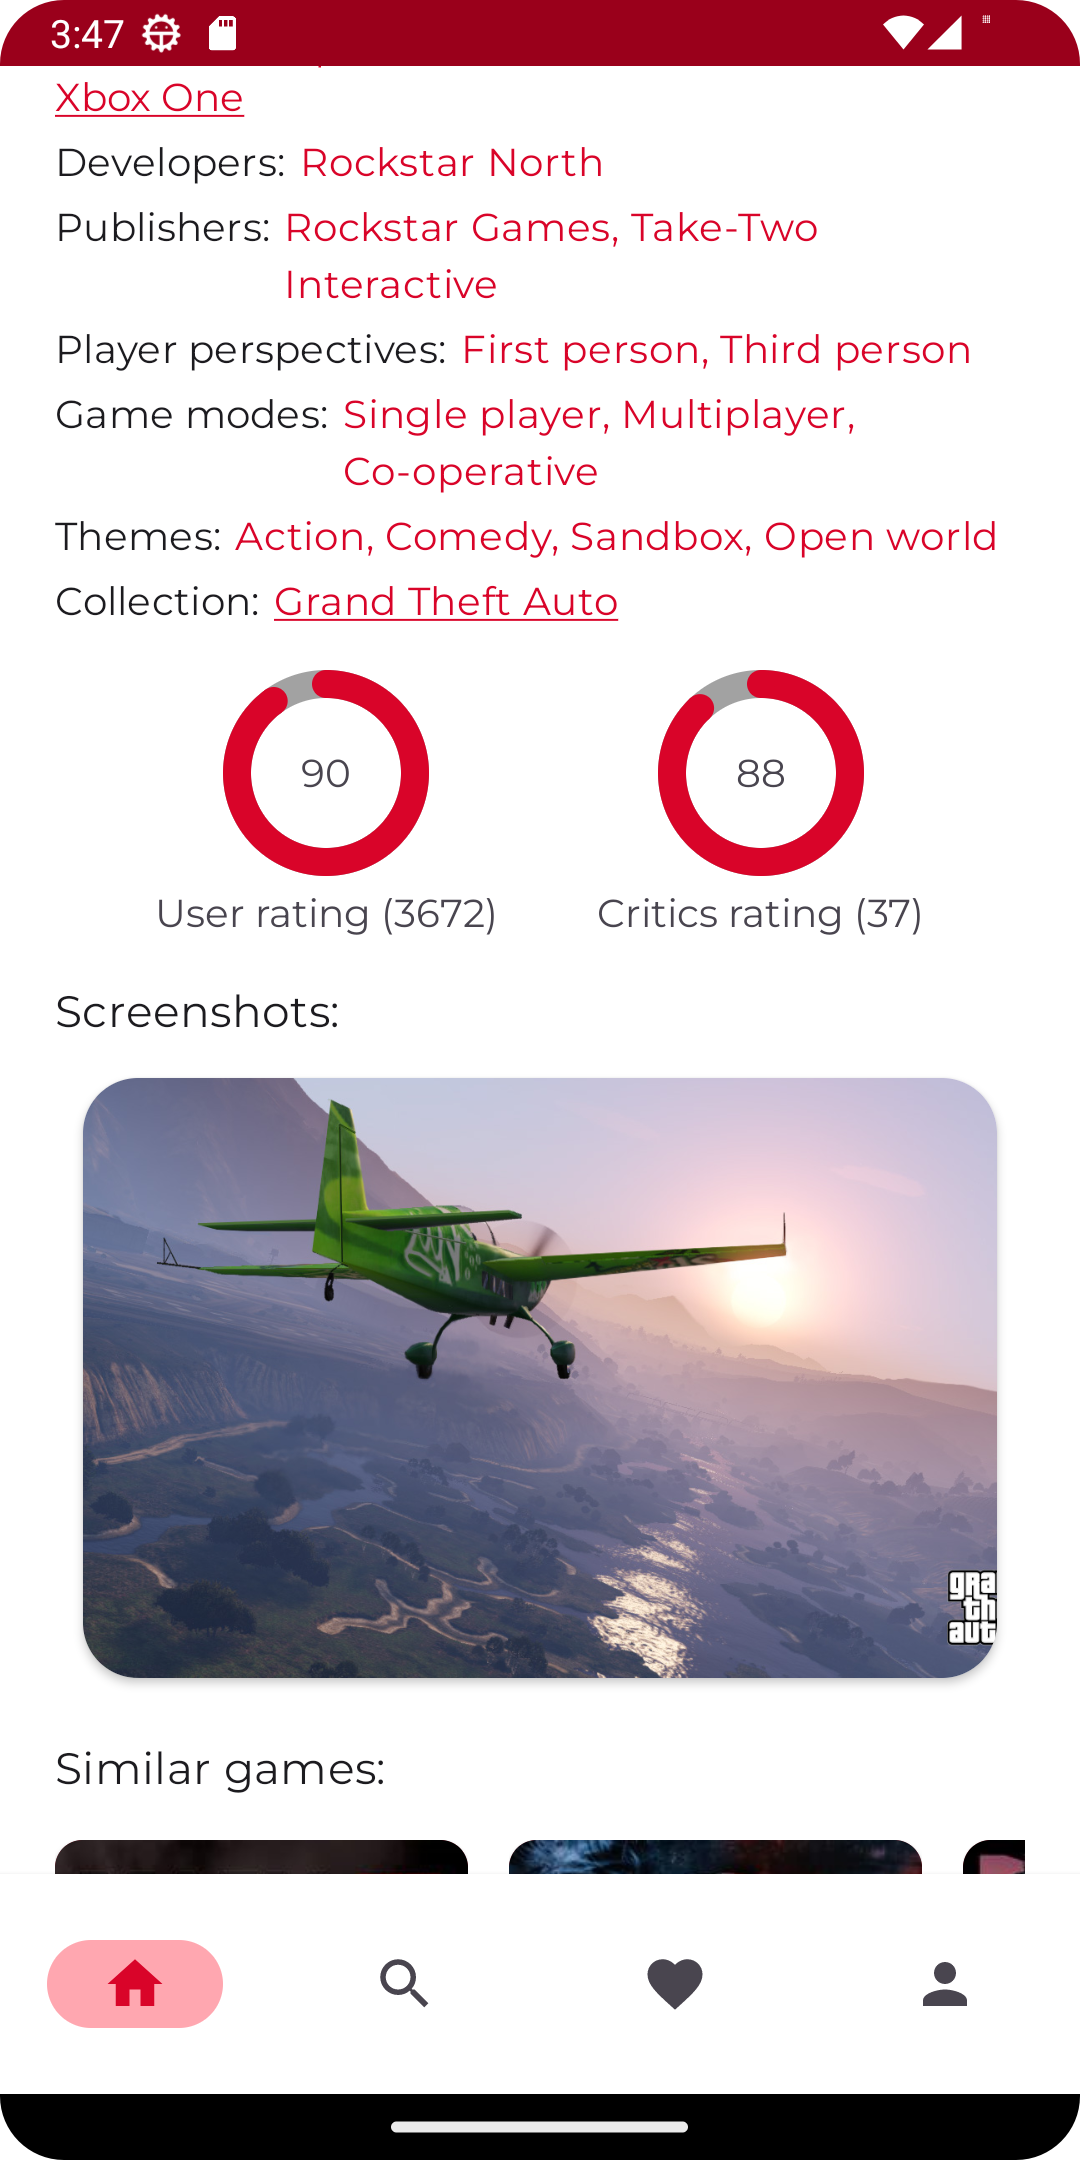 3:47
Xbox One
Developers: Rockstar North
Publishers: Rockstar Games, Take-Two
Interactive
Player perspectives: First person, Third person
Game modes: Single player, Multiplayer,
Co-operative
Themes: Action, Comedy, Sandbox, Open world
Collection: Grand Theft Auto
90
88
User rating (3672)
Critics rating (37)
Screenshots:
gra
th
aut
Similar games: